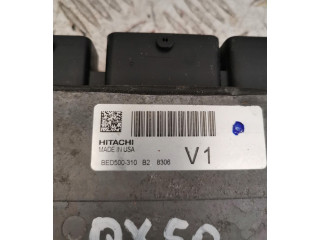 HITACHI
MADE IN USA
BED500-310 B2 8306 V1
QX50